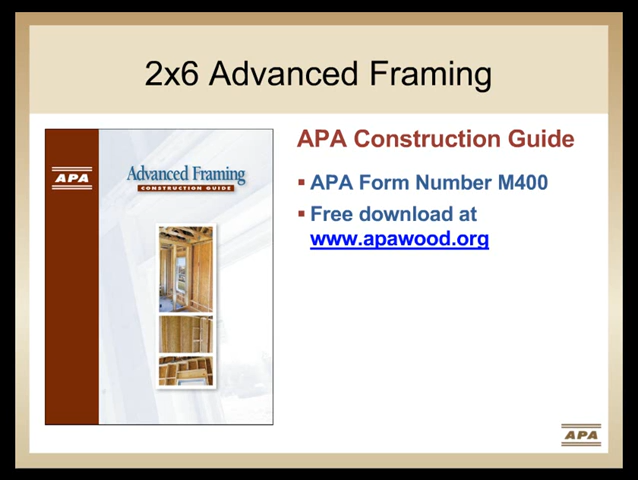 2x6 Advanced Framing
APA
Advanced Framing
CONSTRUCTION GUIDE
APA Construction Guide
▪ APA Form Number M400
▪ Free download at
www.apawood.org
APA